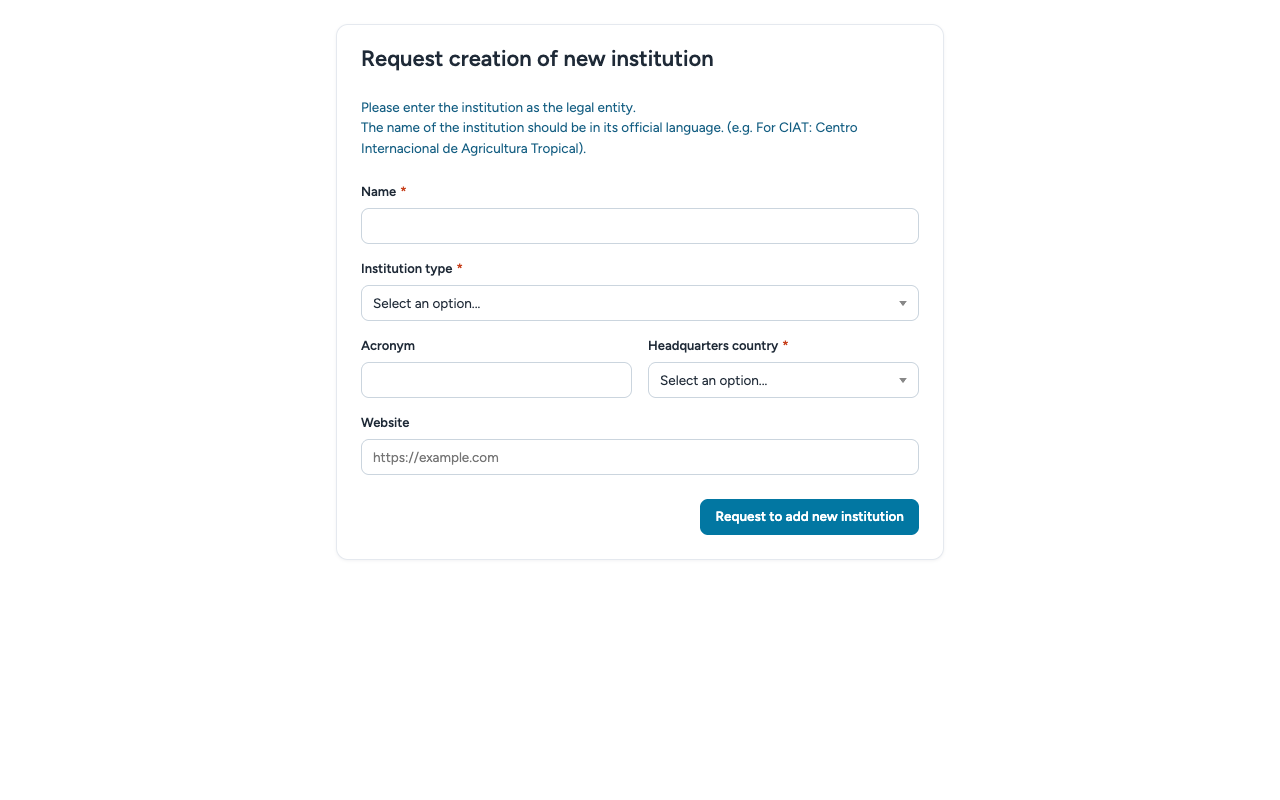 Request creation of new institution
Please enter the institution as the legal entity.
The name of the institution should be in its official language. (e.g. For CIAT: Centro
Internacional de Agricultura Tropical).
Name *
Institution type *
Select an option...
Acronym
Headquarters country *
Select an option...
Website
https://example.com
Request to add new institution